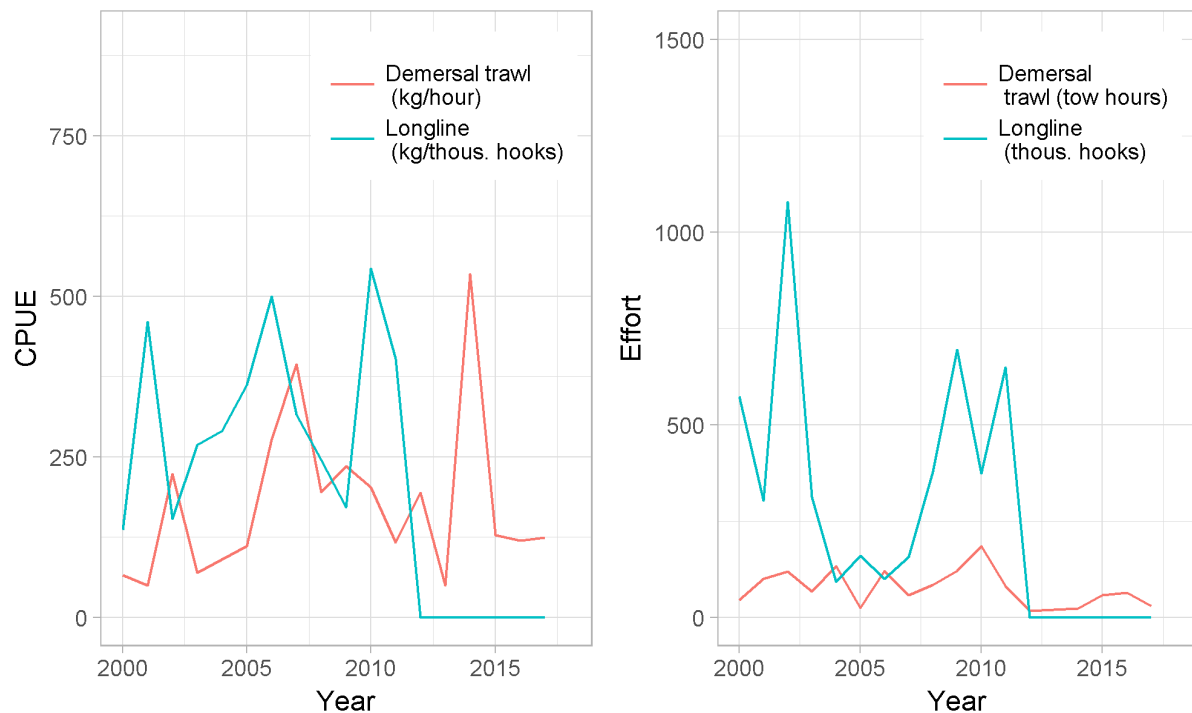 CPUE
750
500
250
0
2000 2005 2010 2015
Year
Demersal trawl
(kg/hour)
Longline
(kg/thous. hooks)
Effort
1500
1000
500
0
2000 2005 2010 2015
Year
Demersal
trawl (tow hours)
Longline
(thous. hooks)